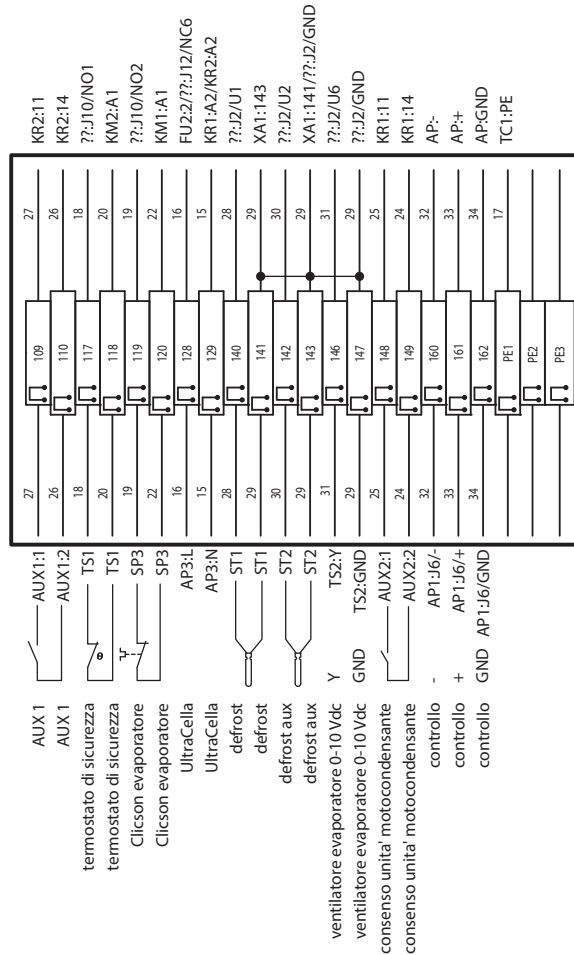 AUX 1 AUX1:1 27 109 27 KR2:11
AUX 1 AUX1:2 26 110 26 KR2:14
termostato di sicurezza TS1 18 117 18 ??:J10/NO1
termostato di sicurezza θ TS1 20 118 20 KM2:A1
Clicson evaporatore SP3 19 119 19 ??:J10/NO2
Clicson evaporatore SP3 22 120 22 KM1:A1
UltraCella AP3:L 16 128 16 FU2:2/??:J12/NC6
UltraCella AP3:N 15 129 15 KR1:A2/KR2:A2
defrost ST1 28 140 28 ??:J2/U1
defrost ST1 29 141 29 XA1:143
defrost aux ST2 30 142 30 ??:J2/U2
defrost aux ST2 29 143 29 XA1:141/??:J2/GND
ventilatore evaporatore 0-10 Vdc Y TS2:Y 31 146 31 ??:J2/U6
ventilatore evaporatore 0-10 Vdc GND TS2:GND 29 147 29 ??:J2/GND
consenso unita' motocondensante AUX2:1 25 148 25 KR1:11
consenso unita' motocondensante AUX2:2 24 149 24 KR1:14
controllo - AP1:J6/- 32 160 32 AP:-
controllo + AP1:J6/+ 33 161 33 AP:+
controllo GND AP1:J6/GND 34 162 34 AP:GND
PE1 17 TC1:PE
PE2
PE3